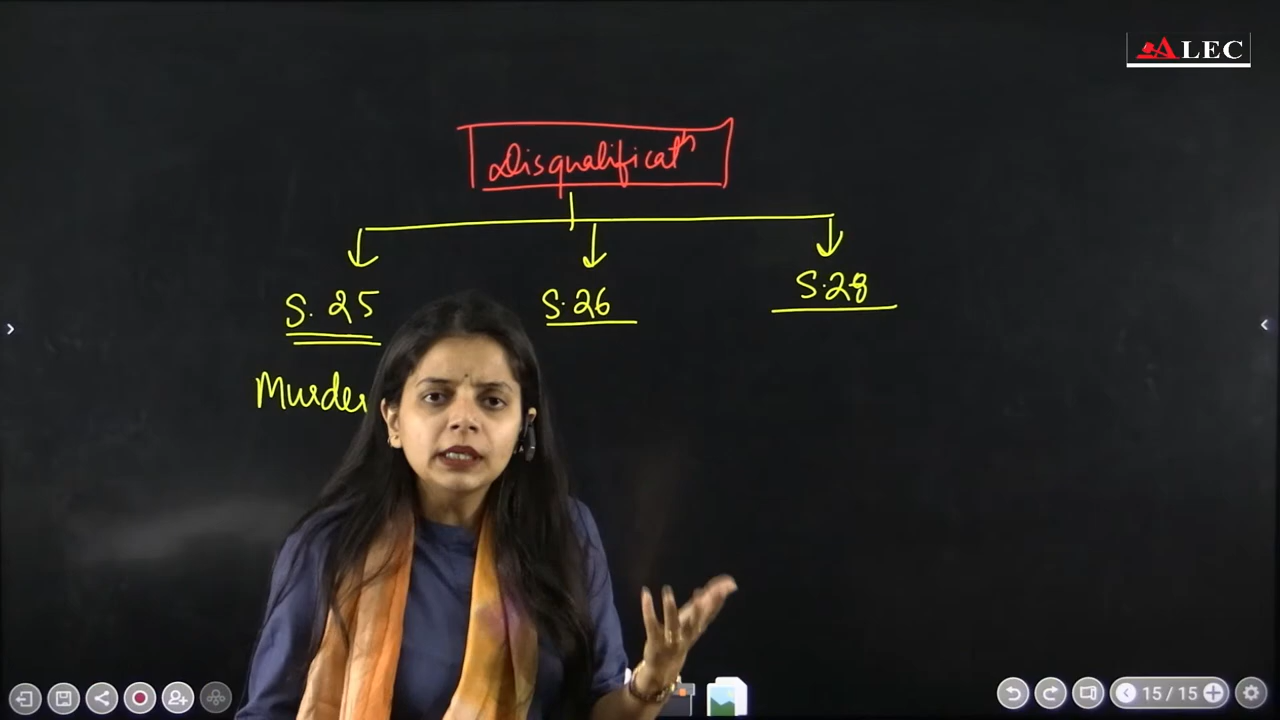 ALEC
Disqualificatⁿ
S. 25
S. 26
S. 28
Murder
15 / 15